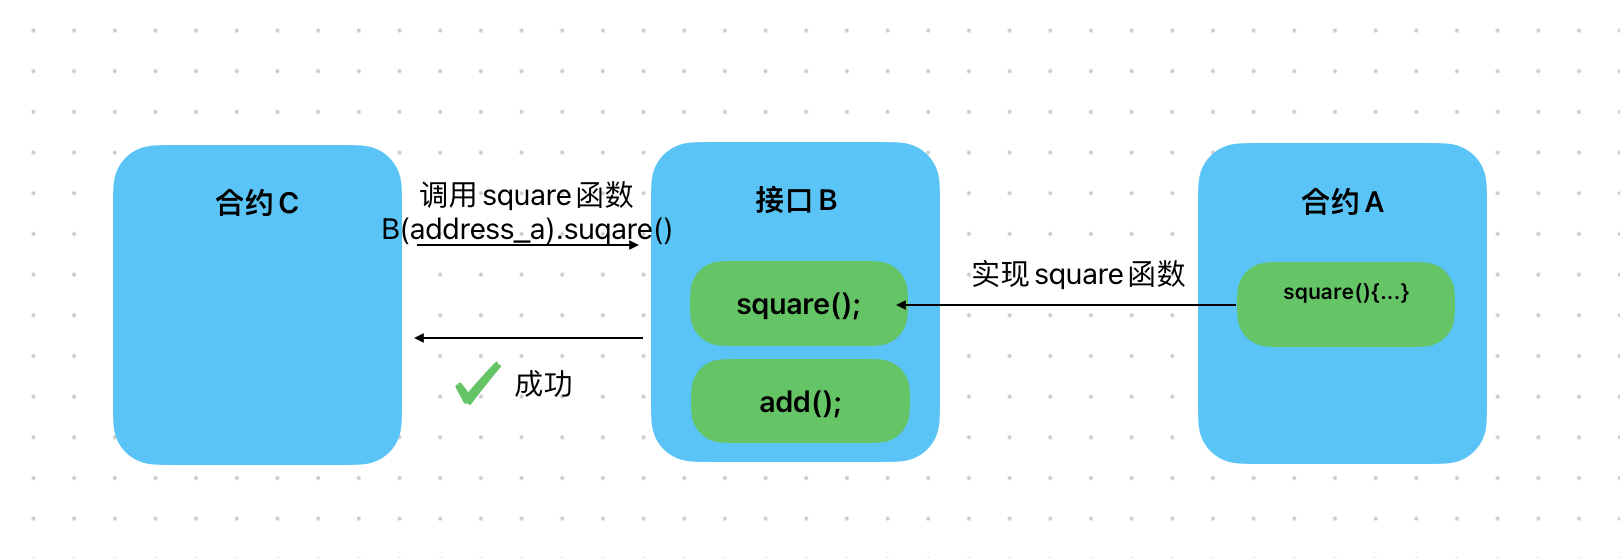 合约 C
调用 square 函数
B(address_a).suqare()
成功
接口 B
square();
add();
实现 square 函数
合约 A
square(){...}